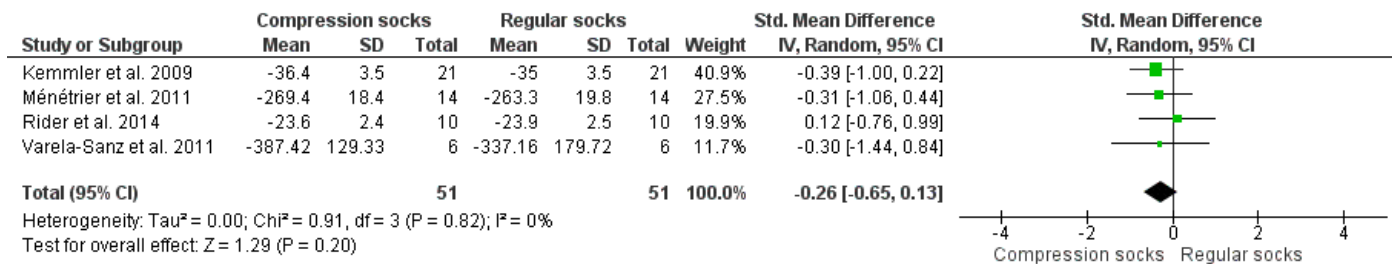 Compression socks Regular socks Std. Mean Difference Std. Mean Difference
Study or Subgroup Mean SD Total Mean SD Total Weight IV, Random, 95% CI IV, Random, 95% CI
Kemmler et al. 2009 -36.4 3.5 21 -35 3.5 21 40.9% -0.39 [-1.00, 0.22]
Ménétrier et al. 2011 -269.4 18.4 14 -263.3 19.8 14 27.5% -0.31 [-1.06, 0.44]
Rider et al. 2014 -23.6 2.4 10 -23.9 2.5 10 19.9% 0.12 [-0.76, 0.99]
Varela-Sanz et al. 2011 -387.42 129.33 6 -337.16 179.72 6 11.7% -0.30 [-1.44, 0.84]
Total (95% CI) 51 51 100.0% -0.26 [-0.65, 0.13]
Heterogeneity: Tau² = 0.00; Chi² = 0.91, df = 3 (P = 0.82); I² = 0%
Test for overall effect: Z = 1.29 (P = 0.20)
-4 -2 0 2 4
Compression socks Regular socks